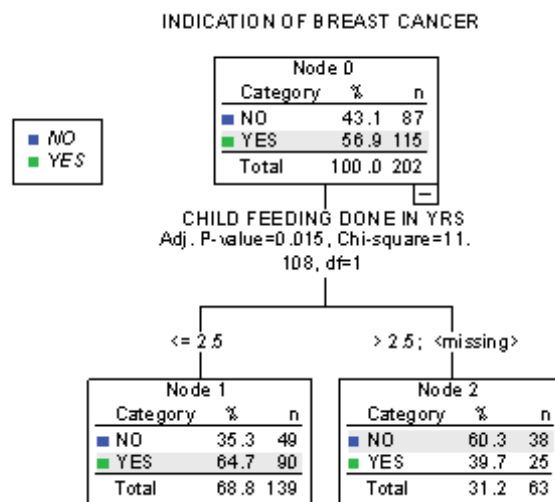 INDICATION OF BREAST CANCER
NO
YES
Node 0
Category % n
NO 43.1 87
YES 56.9 115
Total 100.0 202
CHILD FEEDING DONE IN YRS
Adj. P-value=0.015, Chi-square=11.
108, df=1
<= 2.5
> 2.5; <missing>
Node 1
Category % n
NO 35.3 49
YES 64.7 90
Total 68.8 139
Node 2
Category % n
NO 60.3 38
YES 39.7 25
Total 31.2 63